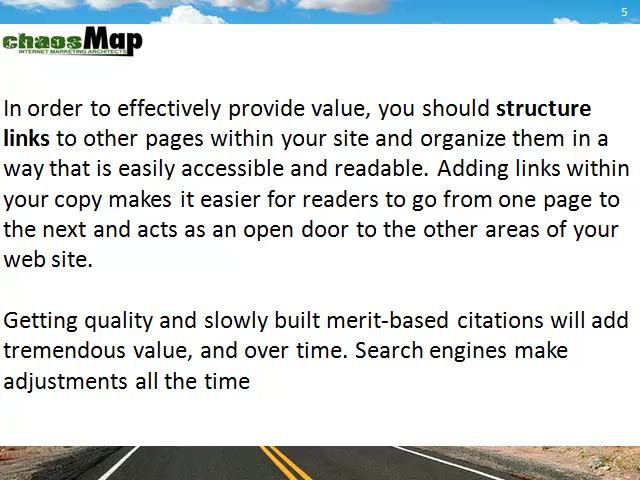 5
chaosMap
INTERNET MARKETING ARCHITECTS
In order to effectively provide value, you should structure
links to other pages within your site and organize them in a
way that is easily accessible and readable. Adding links within
your copy makes it easier for readers to go from one page to
the next and acts as an open door to the other areas of your
web site.
Getting quality and slowly built merit-based citations will add
tremendous value, and over time. Search engines make
adjustments all the time